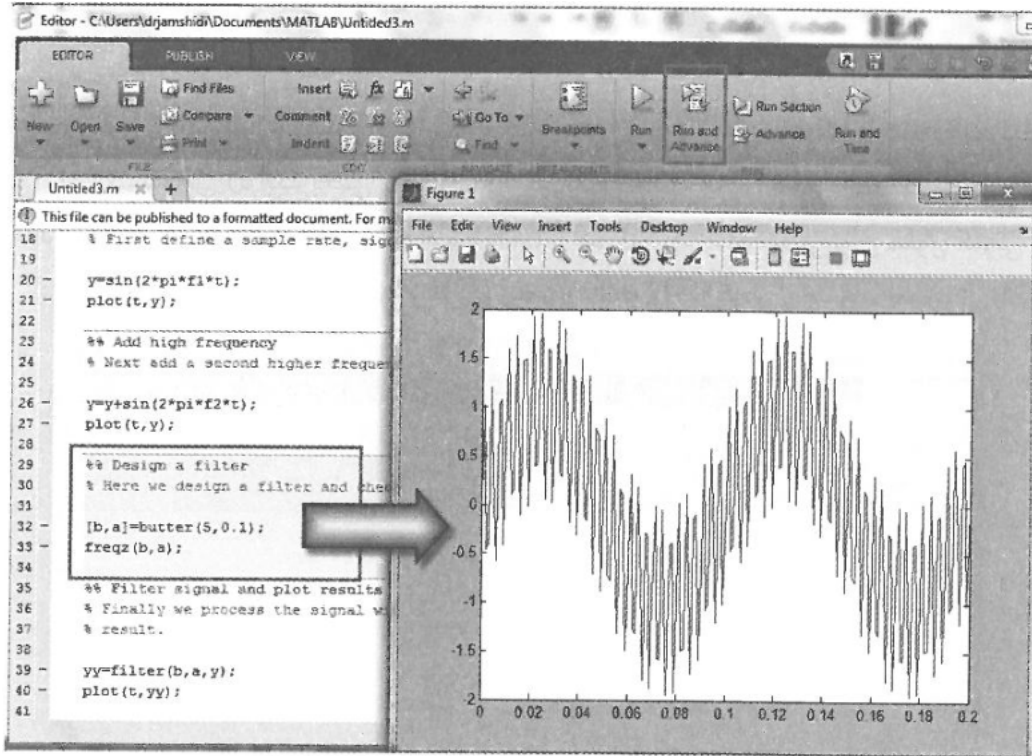 Editor - C:\Users\drjamshidi\Documents\MATLAB\Untitled3.m
EDITOR PUBLISH VIEW
New Open Save
Find Files
Compare
Print
FILE
Insert fx
Comment
Indent
EDIT
Go To
Find
NAVIGATE
Breakpoints
BREAKPOINTS
Run
Run and Advance
Run Section
Advance
Run and Time
RUN
Untitled3.m
This file can be published to a formatted document. For m
18 % First define a sample rate, sig
19
20 - y=sin(2*pi*f1*t);
21 - plot(t,y);
22
23 %% Add high frequency
24 % Next add a second higher freque
25
26 - y=y+sin(2*pi*f2*t);
27 - plot(t,y);
28
29 %% Design a filter
30 % Here we design a filter and chec
31
32 - [b,a]=butter(5,0.1);
33 - freqz(b,a);
34
35 %% Filter signal and plot results
36 % Finally we process the signal w
37 % result.
38
39 - yy=filter(b,a,y);
40 - plot(t,yy);
41
Figure 1
File Edit View Insert Tools Desktop Window Help
2
1.5
1
0.5
0
-0.5
-1
-1.5
-2
0 0.02 0.04 0.06 0.08 0.1 0.12 0.14 0.16 0.18 0.2